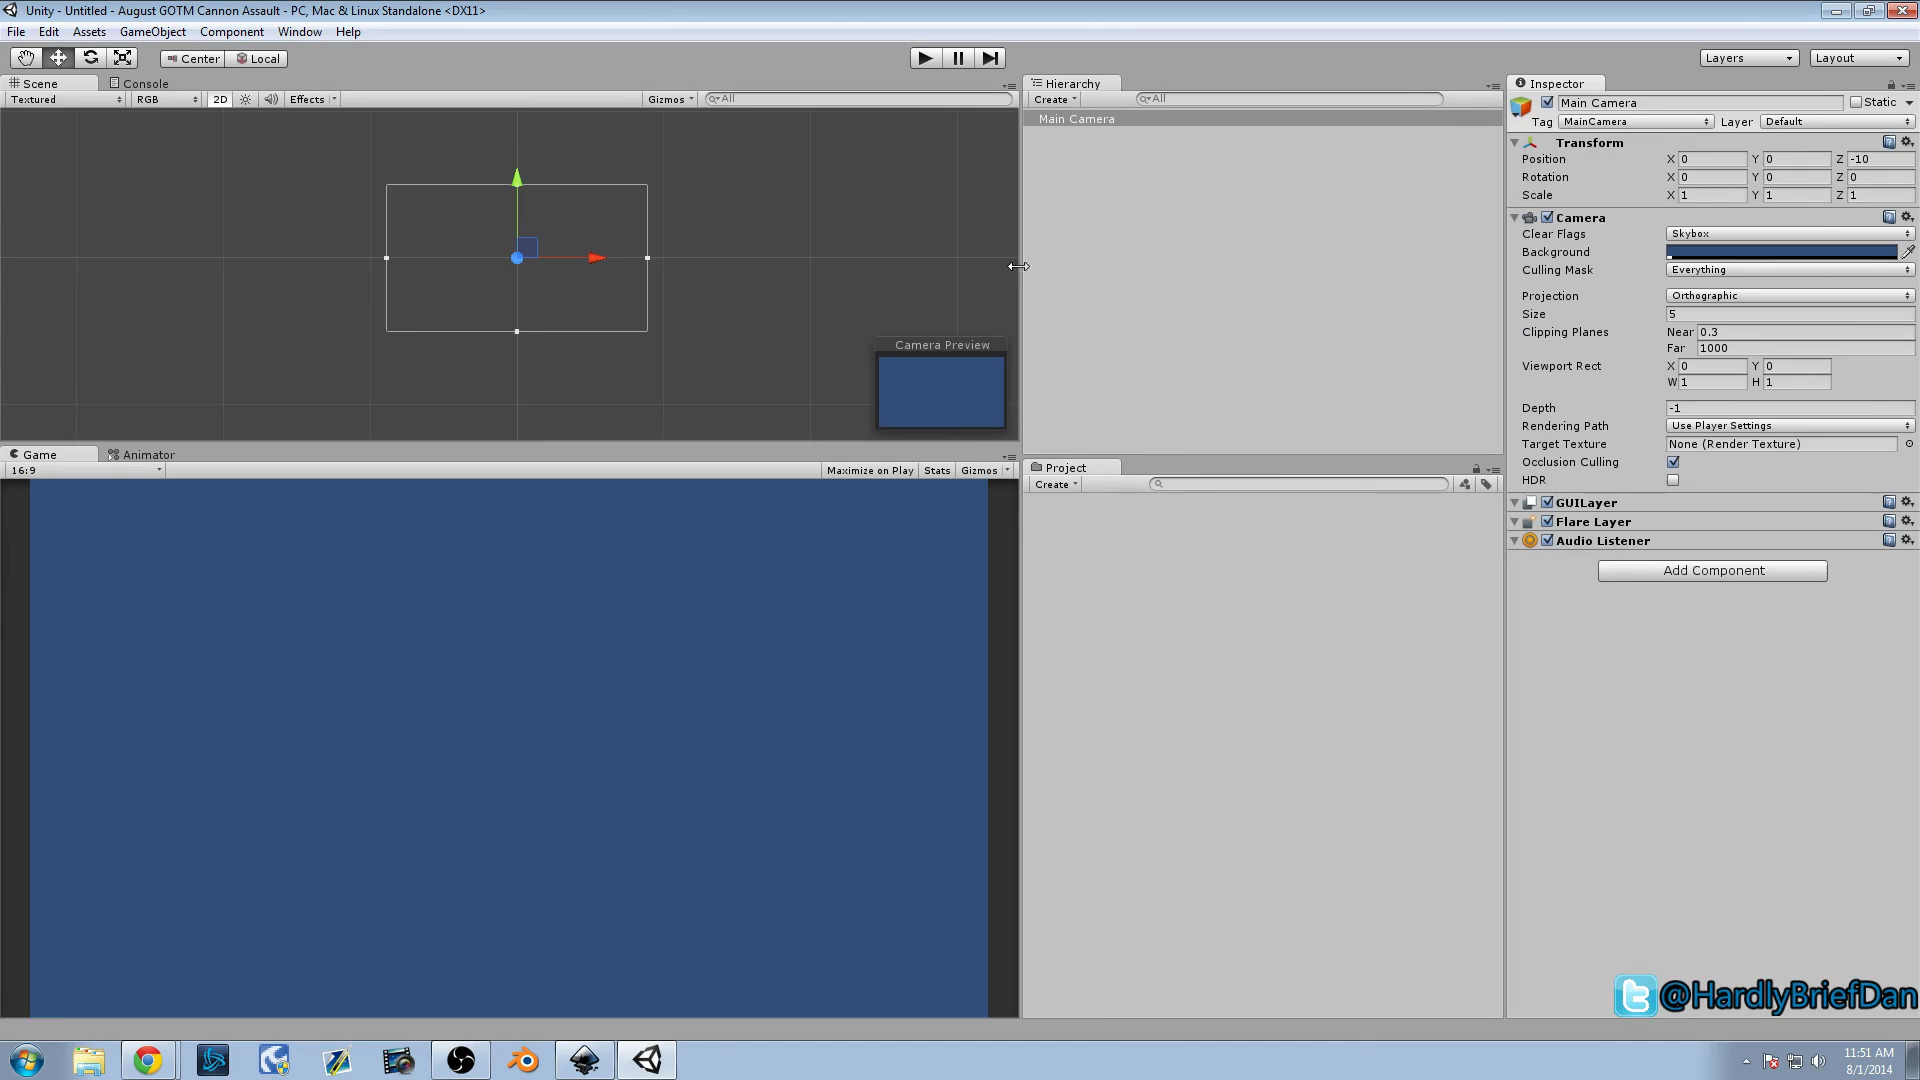 Unity - Untitled - August GOTM Cannon Assault - PC, Mac & Linux Standalone <DX11>
File Edit Assets GameObject Component Window Help
Center Local Layers Layout
Scene Console
Textured RGB 2D Effects Gizmos All
Camera Preview
Game Animator
16:9 Maximize on Play Stats Gizmos
Hierarchy
Create All
Main Camera
Project
Create
Inspector
Main Camera Static
Tag MainCamera Layer Default
Transform
Position X 0 Y 0 Z -10
Rotation X 0 Y 0 Z 0
Scale X 1 Y 1 Z 1
Camera
Clear Flags Skybox
Background
Culling Mask Everything
Projection Orthographic
Size 5
Clipping Planes Near 0.3
Far 1000
Viewport Rect X 0 Y 0
W 1 H 1
Depth -1
Rendering Path Use Player Settings
Target Texture None (Render Texture)
Occlusion Culling
HDR
GUILayer
Flare Layer
Audio Listener
Add Component
@HardlyBriefDan
11:51 AM
8/1/2014